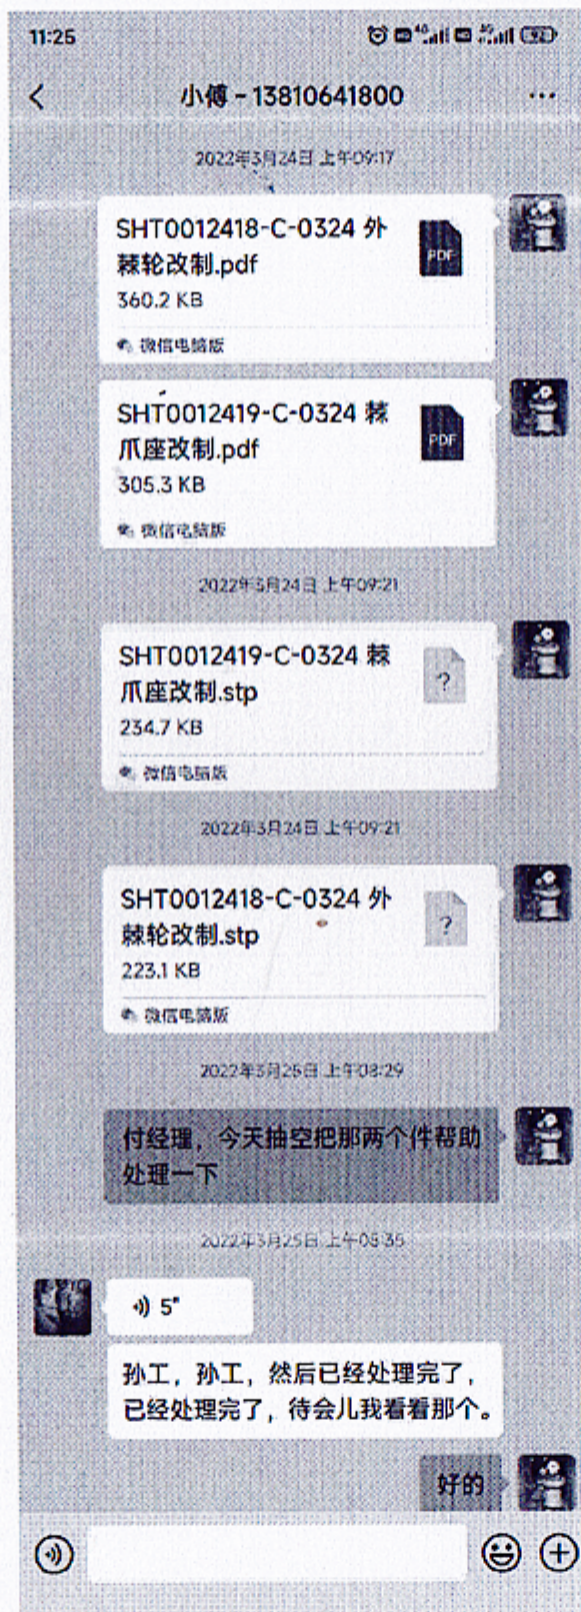 11:25
小傅 – 13810641800
2022年3月24日 上午09:17
SHT0012418-C-0324 外
棘轮改制.pdf
PDF
360.2 KB
微信电脑版
SHT0012419-C-0324 棘
爪座改制.pdf
PDF
305.3 KB
微信电脑版
2022年3月24日 上午09:21
SHT0012419-C-0324 棘
爪座改制.stp
?
234.7 KB
微信电脑版
2022年3月24日 上午09:21
SHT0012418-C-0324 外
棘轮改制.stp
?
223.1 KB
微信电脑版
2022年3月25日 上午08:29
付经理，今天抽空把那两个件帮助
处理一下
2022年3月25日 上午08:35
5"
孙工，孙工，然后已经处理完了，
已经处理完了，待会儿我看看那个。
好的